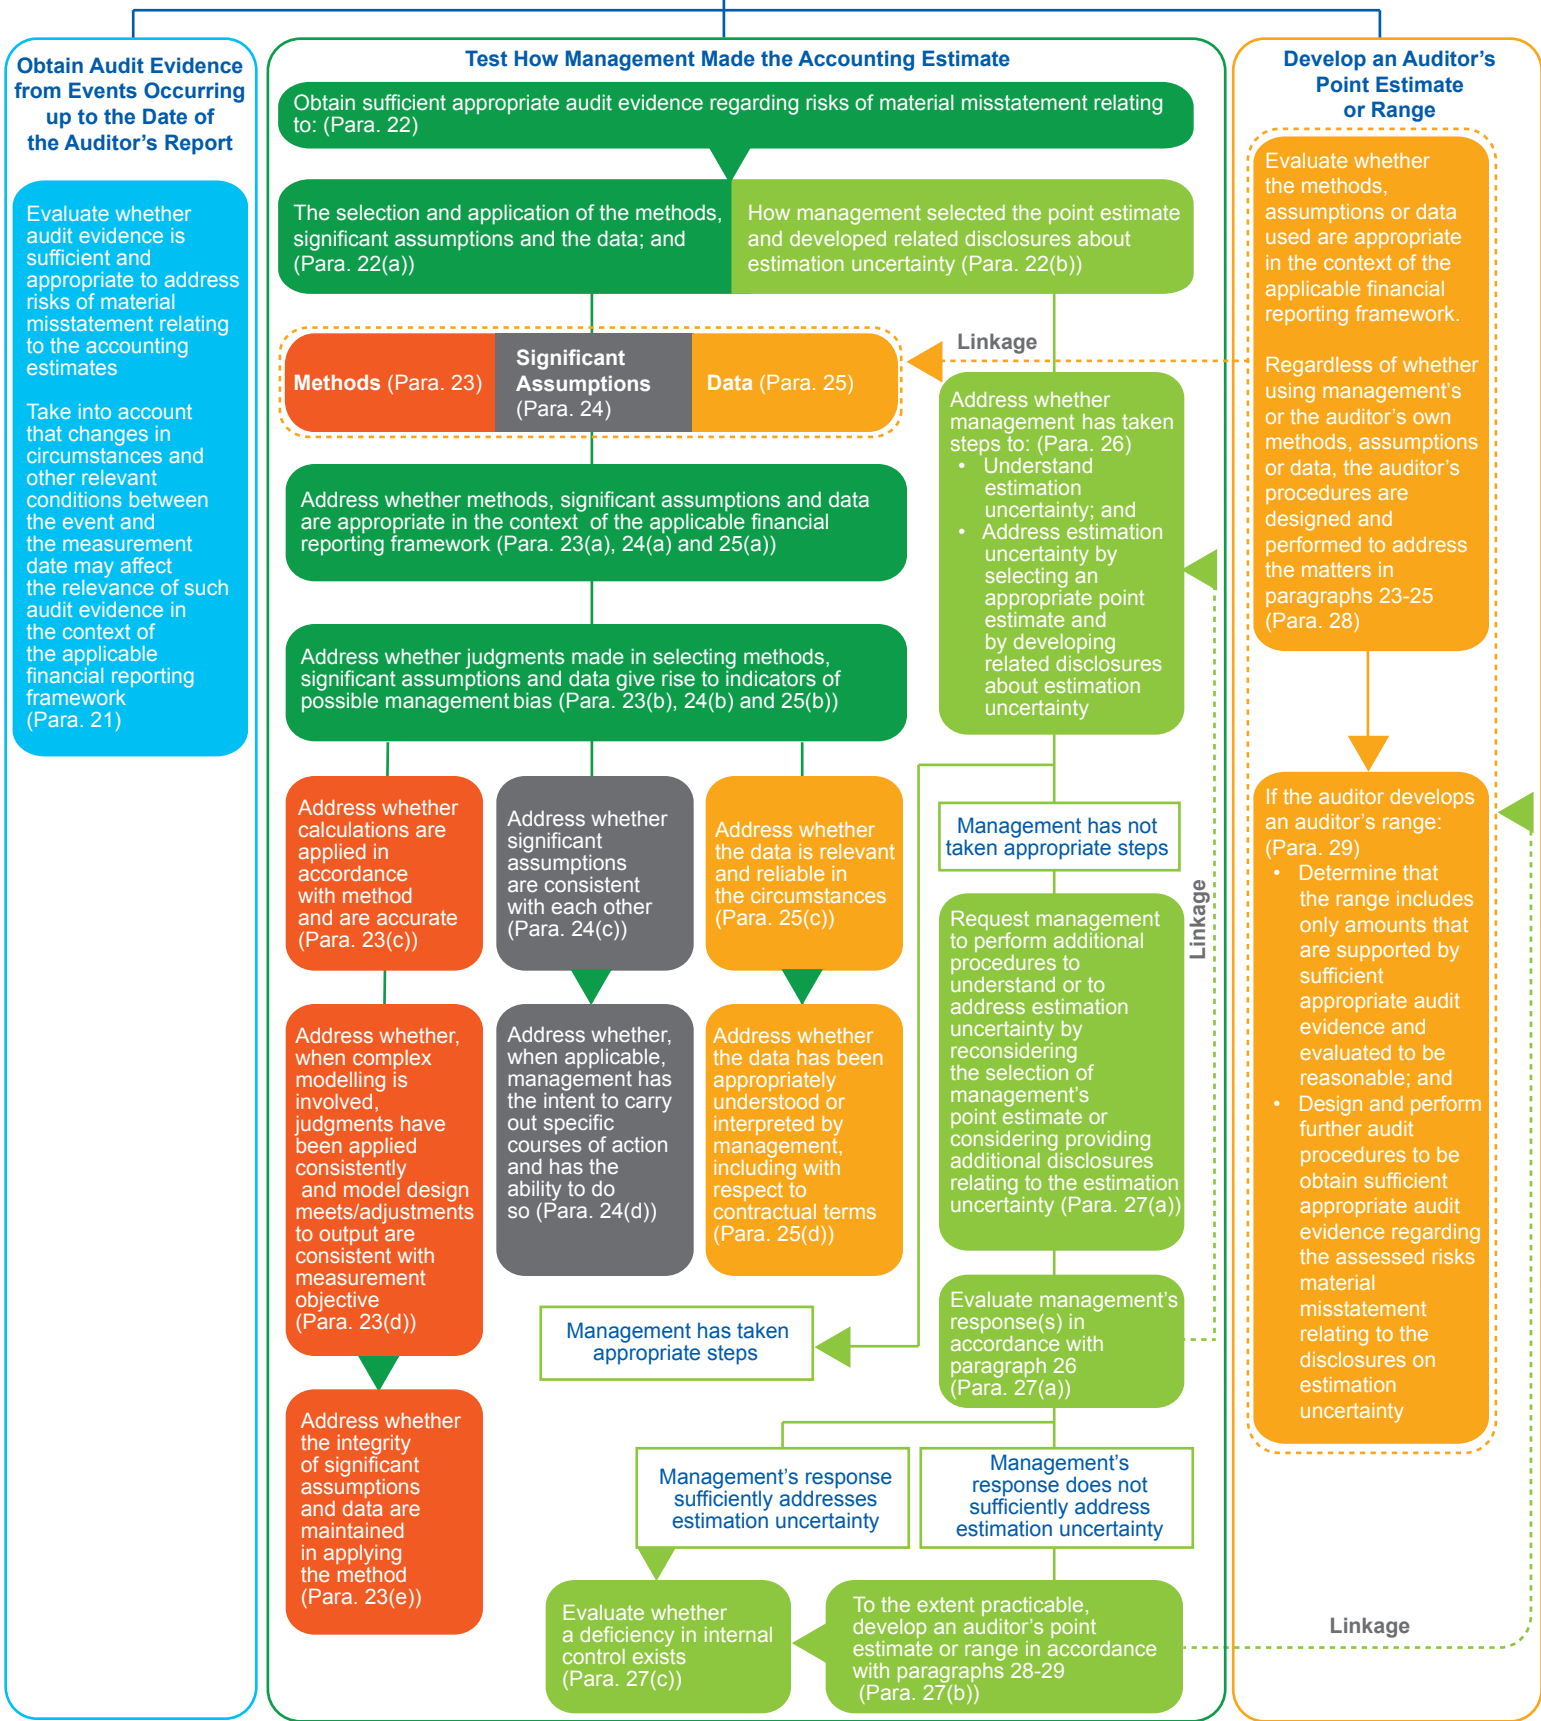 Obtain Audit Evidence
from Events Occurring
up to the Date of
the Auditor's Report
Evaluate whether
audit evidence is
sufficient and
appropriate to address
risks of material
misstatement relating
to the accounting
estimates
Take into account
that changes in
circumstances and
other relevant
conditions between
the event and
the measurement
date may affect
the relevance of such
audit evidence in
the context of
the applicable
financial reporting
framework
(Para. 21)
Test How Management Made the Accounting Estimate
Obtain sufficient appropriate audit evidence regarding risks of material misstatement relating
to: (Para. 22)
The selection and application of the methods,
significant assumptions and the data; and
(Para. 22(a))
How management selected the point estimate
and developed related disclosures about
estimation uncertainty (Para. 22(b))
Methods (Para. 23)
Significant
Assumptions
(Para. 24)
Data (Para. 25)
Linkage
Address whether methods, significant assumptions and data
are appropriate in the context of the applicable financial
reporting framework (Para. 23(a), 24(a) and 25(a))
Address whether judgments made in selecting methods,
significant assumptions and data give rise to indicators of
possible management bias (Para. 23(b), 24(b) and 25(b))
Address whether
calculations are
applied in
accordance
with method
and are accurate
(Para. 23(c))
Address whether
significant
assumptions
are consistent
with each other
(Para. 24(c))
Address whether
the data is relevant
and reliable in
the circumstances
(Para. 25(c))
Address whether,
when complex
modelling is
involved,
judgments have
been applied
consistently
and model design
meets/adjustments
to output are
consistent with
measurement
objective
(Para. 23(d))
Address whether,
when applicable,
management has
the intent to carry
out specific
courses of action
and has the
ability to do
so (Para. 24(d))
Address whether
the data has been
appropriately
understood or
interpreted by
management,
including with
respect to
contractual terms
(Para. 25(d))
Address whether
the integrity
of significant
assumptions
and data are
maintained
in applying
the method
(Para. 23(e))
Address whether
management has taken
steps to: (Para. 26)
• Understand
estimation
uncertainty; and
• Address estimation
uncertainty by
selecting an
appropriate point
estimate and
by developing
related disclosures
about estimation
uncertainty
Management has not
taken appropriate steps
Request management
to perform additional
procedures to
understand or to
address estimation
uncertainty by
reconsidering
the selection of
management's
point estimate or
considering providing
additional disclosures
relating to the estimation
uncertainty (Para. 27(a))
Linkage
Evaluate management's
response(s) in
accordance with
paragraph 26
(Para. 27(a))
Management has taken
appropriate steps
Management's response
sufficiently addresses
estimation uncertainty
Management's
response does not
sufficiently address
estimation uncertainty
Evaluate whether
a deficiency in internal
control exists
(Para. 27(c))
To the extent practicable,
develop an auditor's point
estimate or range in accordance
with paragraphs 28-29
(Para. 27(b))
Linkage
Develop an Auditor's
Point Estimate
or Range
Evaluate whether
the methods,
assumptions or data
used are appropriate
in the context of the
applicable financial
reporting framework.
Regardless of whether
using management's
or the auditor's own
methods, assumptions
or data, the auditor's
procedures are
designed and
performed to address
the matters in
paragraphs 23-25
(Para. 28)
If the auditor develops
an auditor's range:
(Para. 29)
• Determine that
the range includes
only amounts that
are supported by
sufficient
appropriate audit
evidence and
evaluated to be
reasonable; and
• Design and perform
further audit
procedures to be
obtain sufficient
appropriate audit
evidence regarding
the assessed risks
material
misstatement
relating to the
disclosures on
estimation
uncertainty